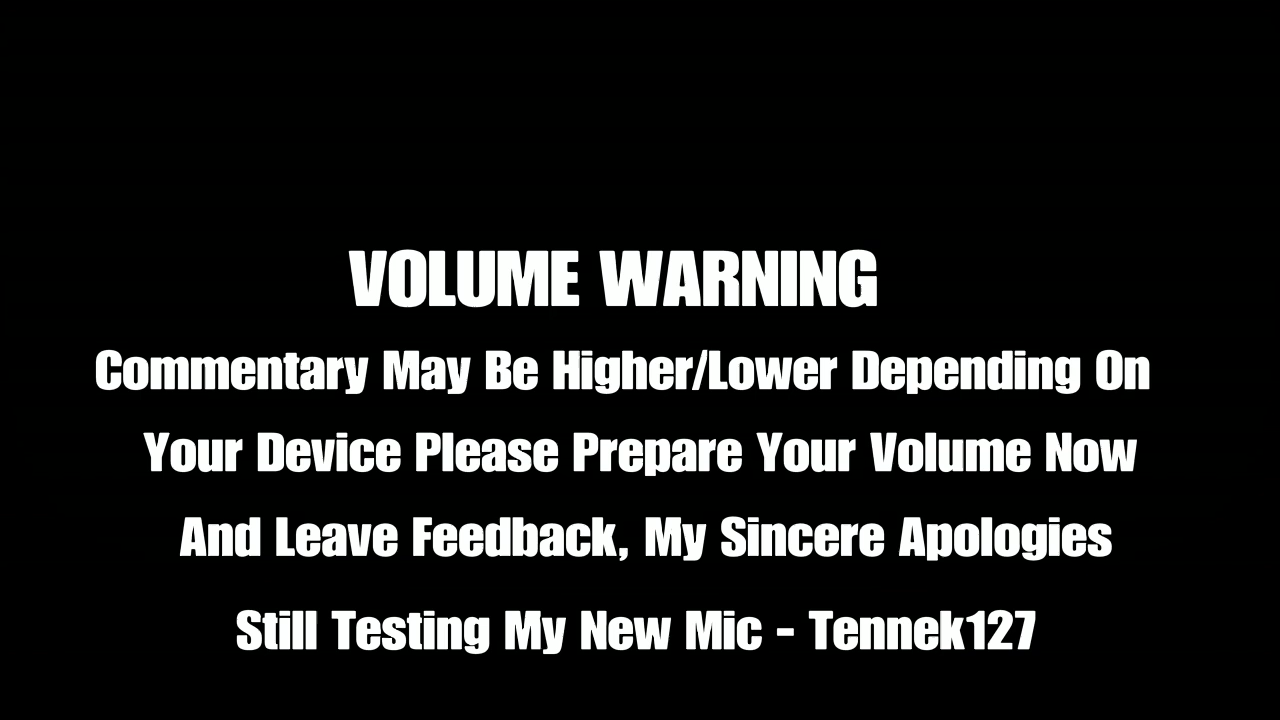 VOLUME WARNING
Commentary May Be Higher/Lower Depending On
Your Device Please Prepare Your Volume Now
And Leave Feedback, My Sincere Apologies
Still Testing My New Mic - Tennek127